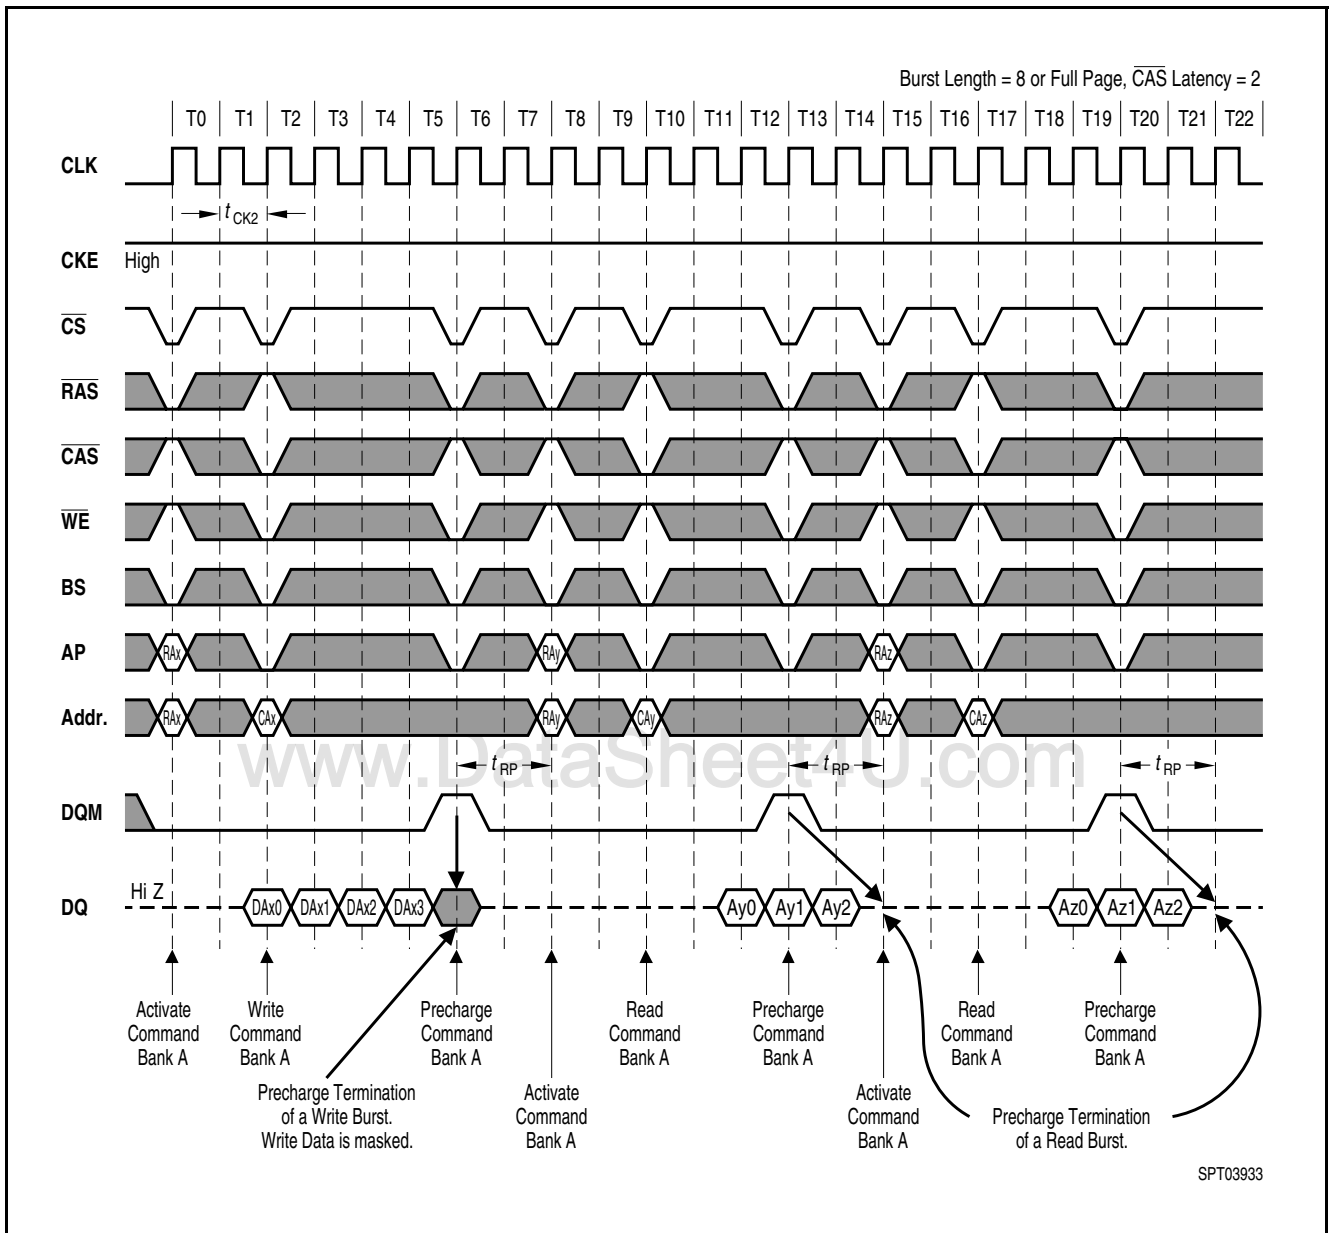 Burst Length = 8 or Full Page, CAS Latency = 2
T0 T1 T2 T3 T4 T5 T6 T7 T8 T9 T10 T11 T12 T13 T14 T15 T16 T17 T18 T19 T20 T21 T22
CLK
tCK2
CKE High
CS
RAS
CAS
WE
BS
AP RAx RAy RAz
Addr. RAx CAx RAy CAy RAz CAz
www.DataSheet4U.com
tRP tRP tRP
DQM
Hi Z
DQ DAx0 DAx1 DAx2 DAx3 Ay0 Ay1 Ay2 Az0 Az1 Az2
Activate Command Bank A
Write Command Bank A
Precharge Command Bank A
Read Command Bank A
Precharge Command Bank A
Read Command Bank A
Precharge Command Bank A
Precharge Termination
of a Write Burst.
Write Data is masked.
Activate Command Bank A
Activate Command Bank A
Precharge Termination
of a Read Burst.
SPT03933